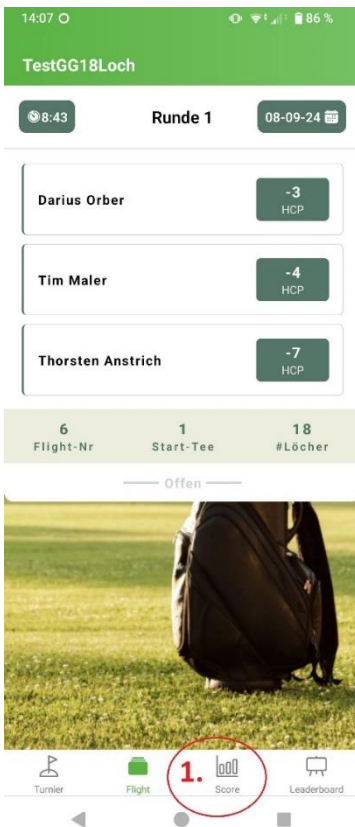 14:07 86 %
TestGG18Loch
8:43 Runde 1 08-09-24
Darius Orber -3
HCP
Tim Maler -4
HCP
Thorsten Anstrich -7
HCP
6 1 18
Flight-Nr Start-Tee #Löcher
Offen
1.
Turnier Flight Score Leaderboard